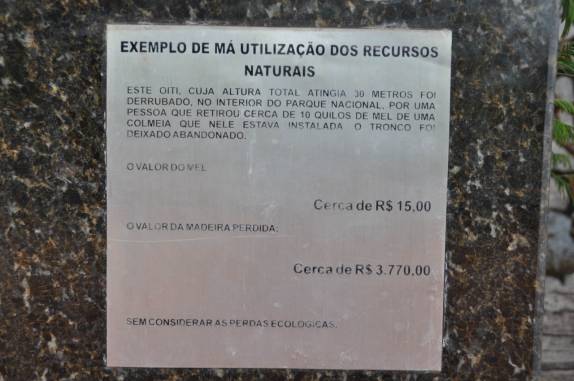 EXEMPLO DE MÁ UTILIZAÇÃO DOS RECURSOS
NATURAIS
ESTE OITI, CUJA ALTURA TOTAL ATINGIA 30 METROS FOI
DERRUBADO, NO INTERIOR DO PARQUE NACIONAL, POR UMA
PESSOA QUE RETIROU CERCA DE 10 QUILOS DE MEL DE UMA
COLMEIA QUE NELE ESTAVA INSTALADA O TRONCO FOI
DEIXADO ABANDONADO.
O VALOR DO MEL
Cerca de R$ 15,00
O VALOR DA MADEIRA PERDIDA:
Cerca de R$ 3.770,00
SEM CONSIDERAR AS PERDAS ECOLOGICAS.